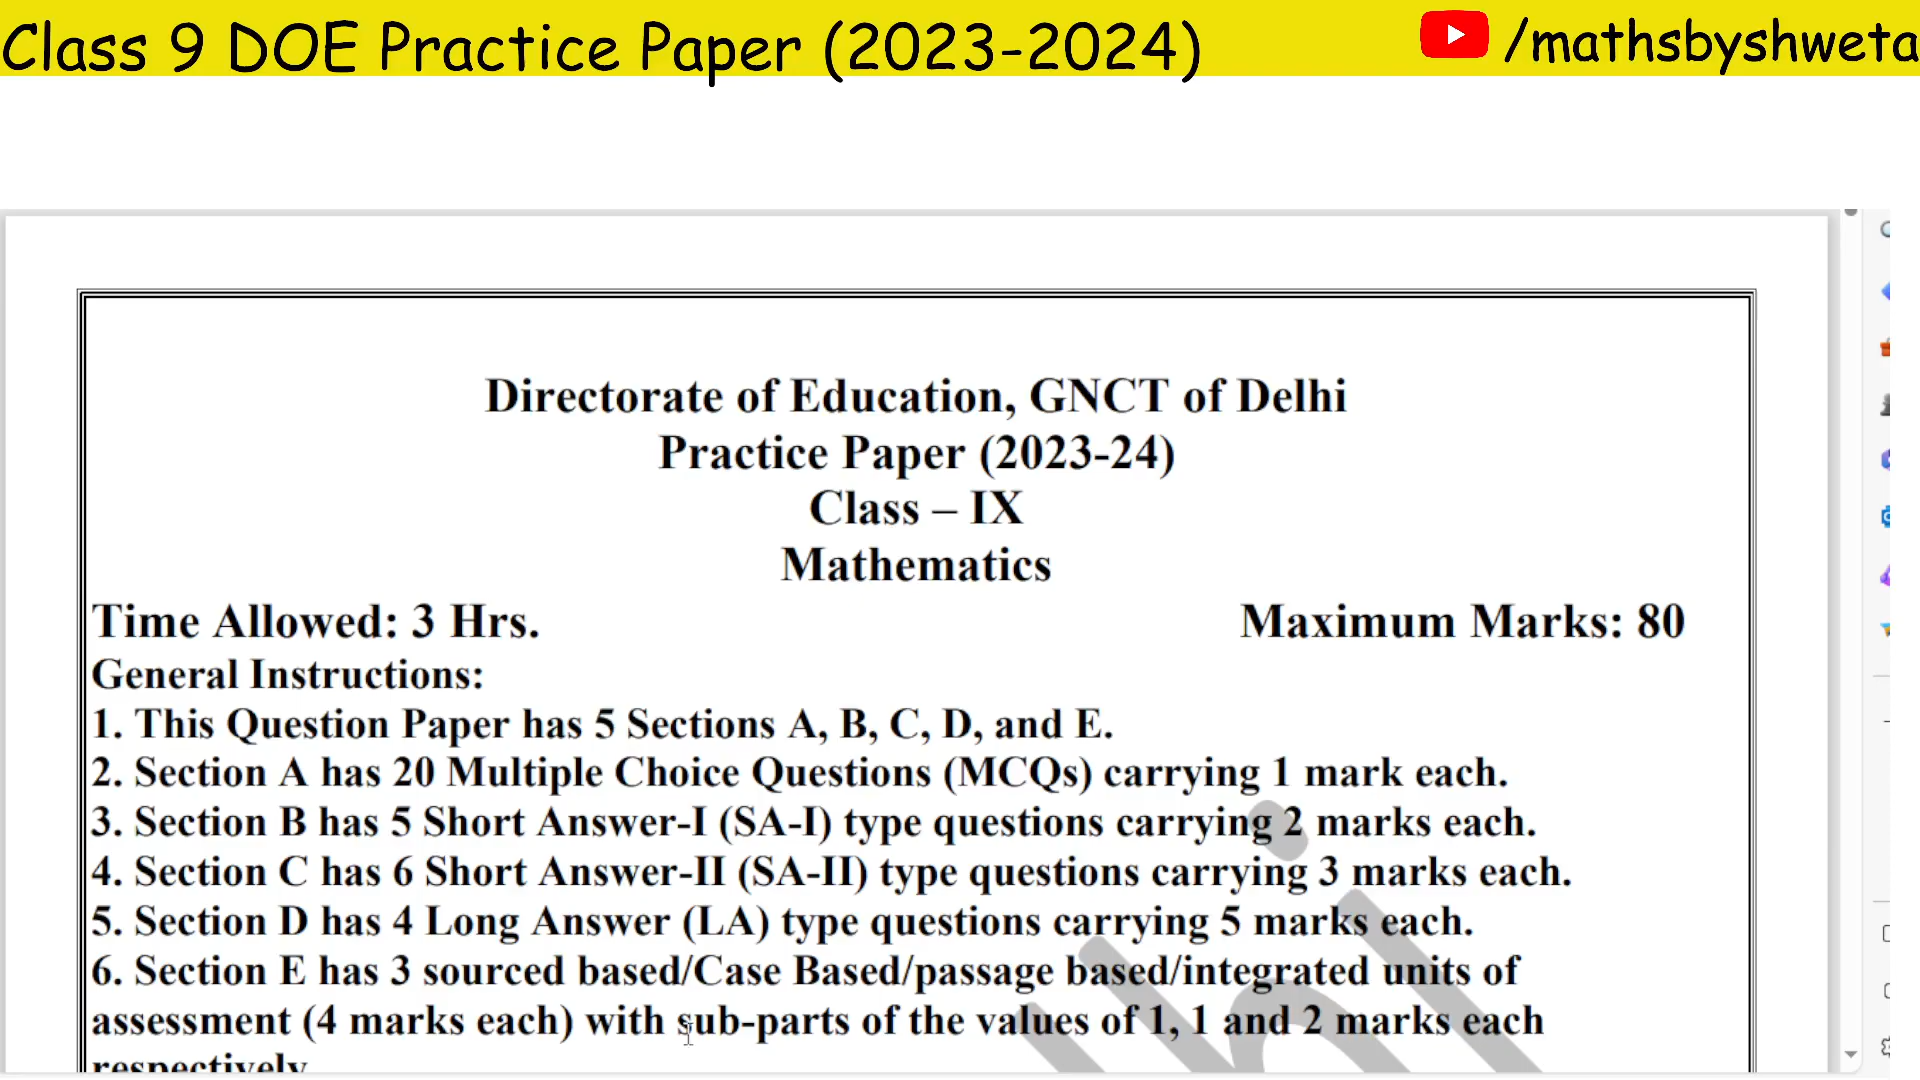 Class 9 DOE Practice Paper (2023-2024)
/mathsbyshweta
Directorate of Education, GNCT of Delhi
Practice Paper (2023-24)
Class – IX
Mathematics
Time Allowed: 3 Hrs. Maximum Marks: 80
General Instructions:
1. This Question Paper has 5 Sections A, B, C, D, and E.
2. Section A has 20 Multiple Choice Questions (MCQs) carrying 1 mark each.
3. Section B has 5 Short Answer-I (SA-I) type questions carrying 2 marks each.
4. Section C has 6 Short Answer-II (SA-II) type questions carrying 3 marks each.
5. Section D has 4 Long Answer (LA) type questions carrying 5 marks each.
6. Section E has 3 sourced based/Case Based/passage based/integrated units of
assessment (4 marks each) with sub-parts of the values of 1, 1 and 2 marks each
respectively